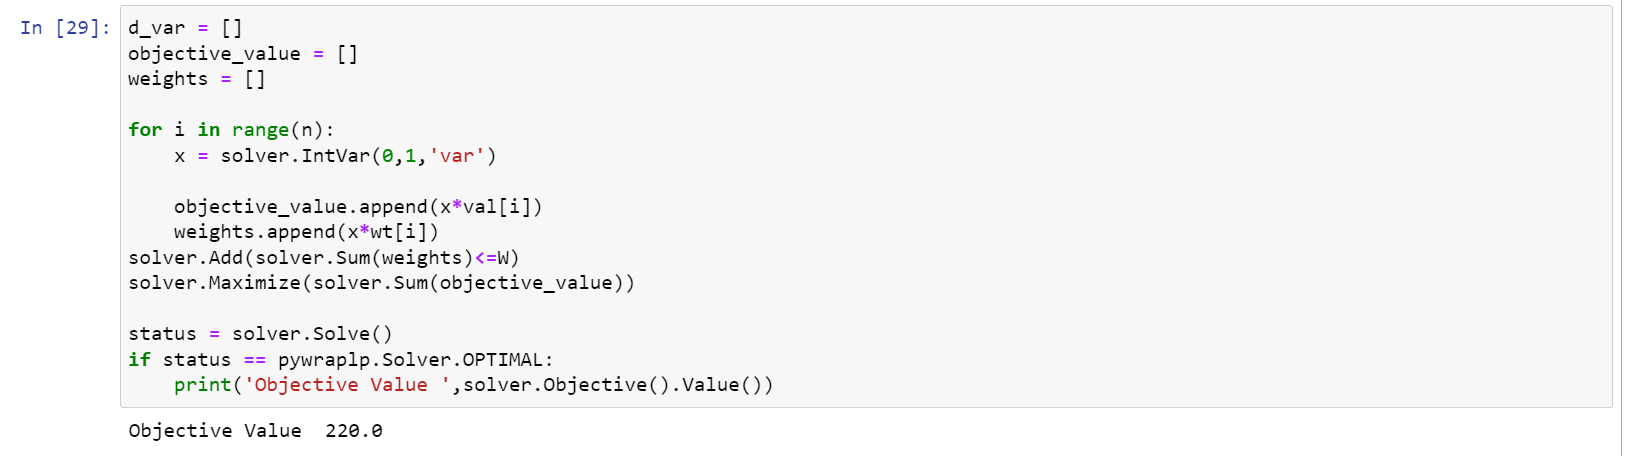 In [29]: d_var = []
objective_value = []
weights = []
for i in range(n):
x = solver.IntVar(0,1,'var')
objective_value.append(x*val[i])
weights.append(x*wt[i])
solver.Add(solver.Sum(weights)<=W)
solver.Maximize(solver.Sum(objective_value))
status = solver.Solve()
if status == pywraplp.Solver.OPTIMAL:
print('Objective Value ',solver.Objective().Value())
Objective Value  220.0